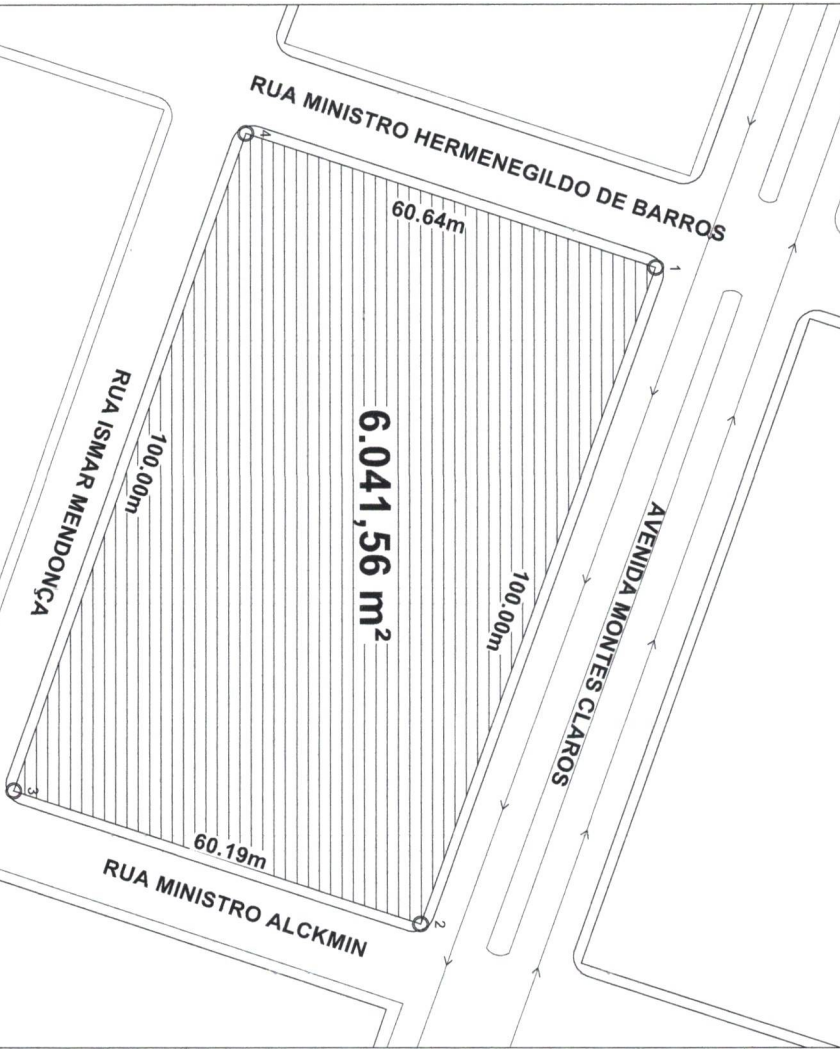 RUA MINISTRO HERMENEGILDO DE BARROS
4
60.64m
1
RUA ISMAR MENDONÇA
100.00m
6.041,56 m²
100.00m
AVENIDA MONTES CLAROS
3
60.19m
2
RUA MINISTRO ALCKMIN